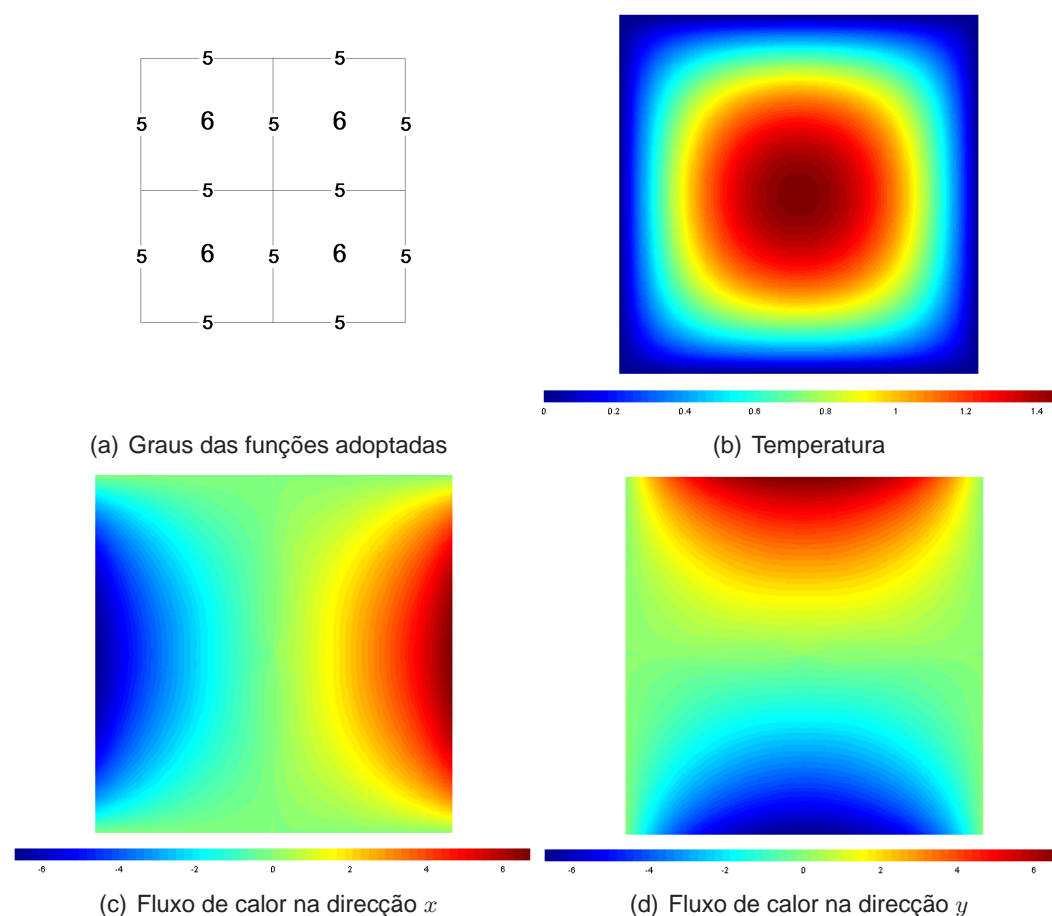 5 5
5 6 5 6 5
5 5
5 6 5 6 5
5 5
0 0.2 0.4 0.6 0.8 1 1.2 1.4
(a) Graus das funções adoptadas
(b) Temperatura
-6 -4 -2 0 2 4 6
-6 -4 -2 0 2 4 6
(c) Fluxo de calor na direcção x
(d) Fluxo de calor na direcção y